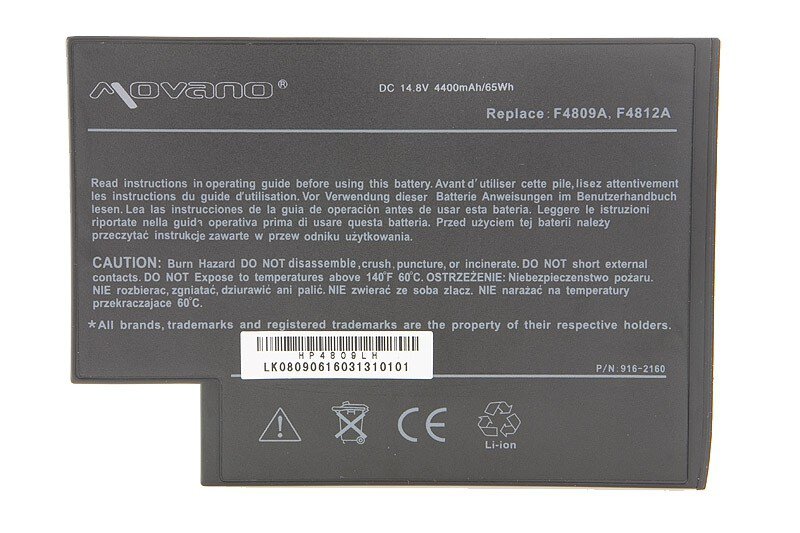 MOVANO®
DC 14.8V 4400mAh/65Wh
Replace: F4809A, F4812A
Read instructions in operating guide before using this battery. Avant d'utiliser cette pile, lisez attentivement
les instructions du guide d'utilisation. Vor Verwendung dieser Batterie Anweisungen im Benutzerhandbuch
lesen. Lea las instrucciones de la guia de operación antes de usar esta bateria. Leggere le istruzioni
riportate nella guida operativa prima di usare questa batteria. Przed użyciem tej baterii należy
przeczytać instrukcje zawarte w przew odniku użytkowania.
CAUTION: Burn Hazard DO NOT disassemble, crush, puncture, or incinerate. DO NOT short external
contacts. DO NOT Expose to temperatures above 140°F 60°C. OSTRZEŻENIE: Niebezpieczenstwo pożaru.
NIE rozbierac, zgniatać, dziurawić ani palić. NIE zwierać ze soba zlacz. NIE narażać na temperatury
przekraczajace 60°C.
*All brands, trademarks and registered trademarks are the property of their respective holders.
HP4809LH
LK08090616031310101
P/N: 916-2160
CE
Li-ion